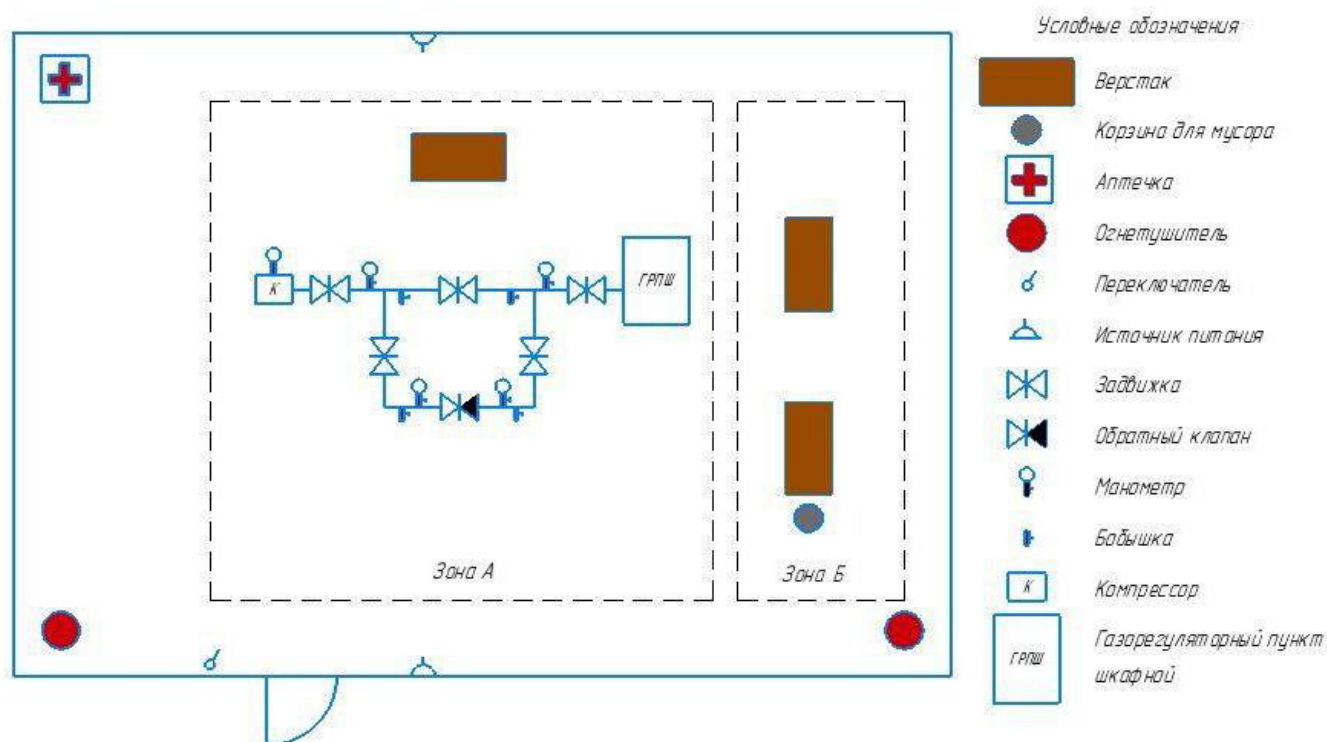 Условные обозначения
Верстак
Корзина для мусора
Аптечка
Огнетушитель
Переключатель
Источник питания
Задвижка
Обратный клапан
Манометр
Бобышка
К
Компрессор
ГРПШ
Газорегуляторный пункт
шкафной
К
ГРПШ
Зона А
Зона Б